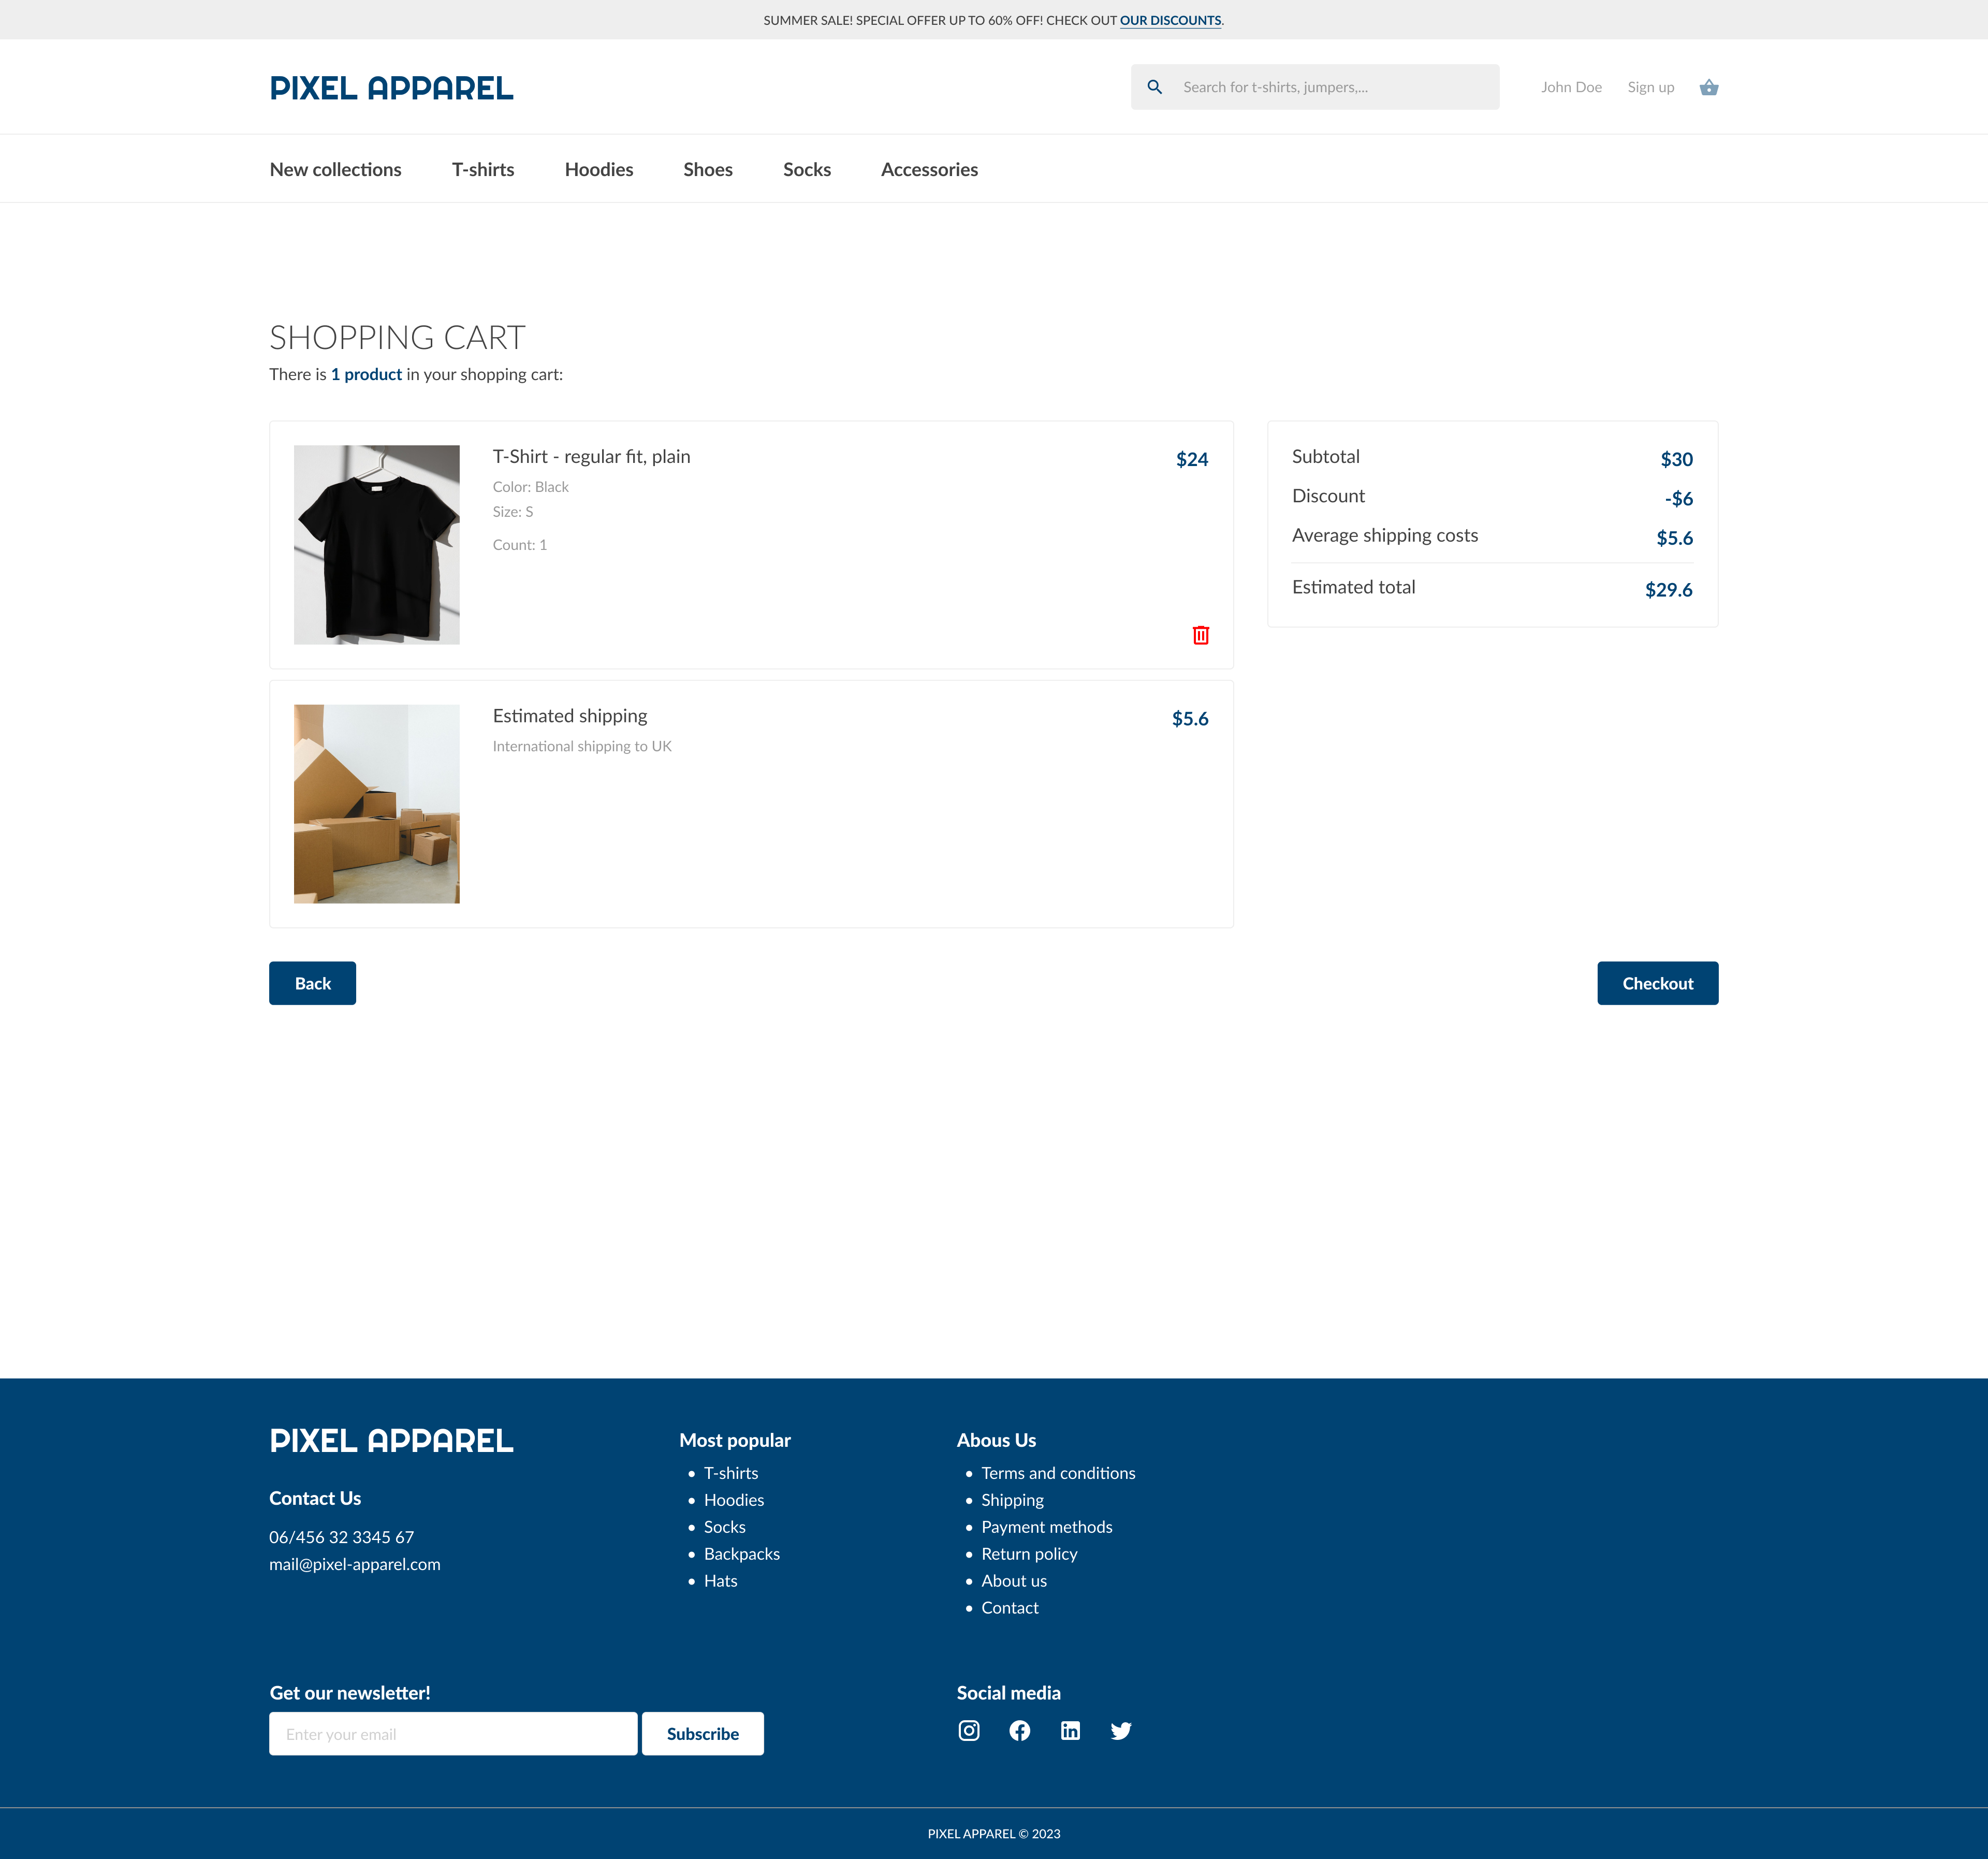 SUMMER SALE! SPECIAL OFFER UP TO 60% OFF! CHECK OUT OUR DISCOUNTS.
PIXEL APPAREL
Search for t-shirts, jumpers,...
John Doe
Sign up
New collections
T-shirts
Hoodies
Shoes
Socks
Accessories
SHOPPING CART
There is 1 product in your shopping cart:
T-Shirt - regular fit, plain
$24
Color: Black
Size: S
Count: 1
Estimated shipping
$5.6
International shipping to UK
Subtotal
$30
Discount
-$6
Average shipping costs
$5.6
Estimated total
$29.6
Back
Checkout
PIXEL APPAREL
Contact Us
06/456 32 3345 67
mail@pixel-apparel.com
Most popular
T-shirts
Hoodies
Socks
Backpacks
Hats
Abous Us
Terms and conditions
Shipping
Payment methods
Return policy
About us
Contact
Get our newsletter!
Enter your email
Subscribe
Social media
PIXEL APPAREL © 2023